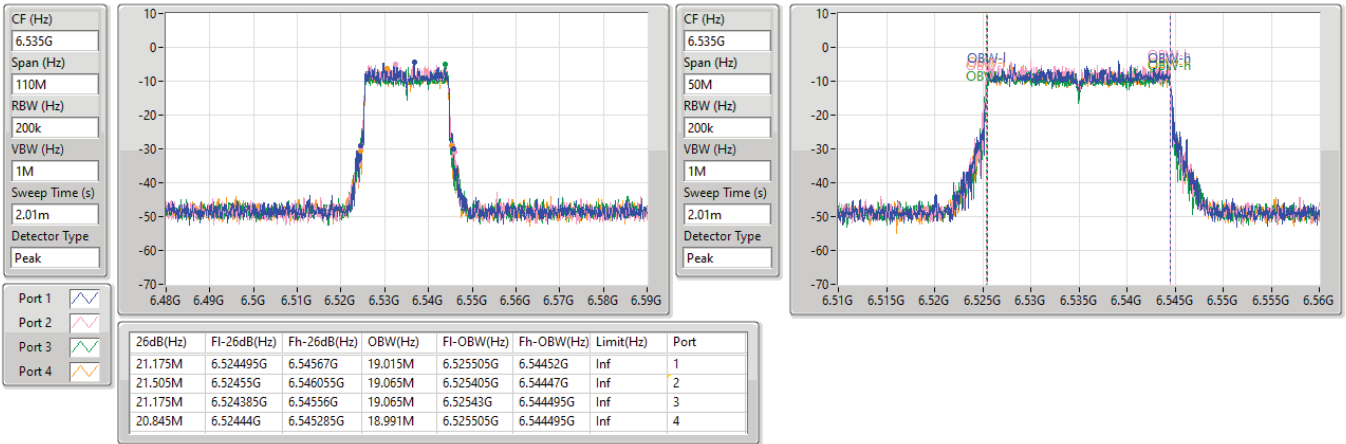 CF (Hz)
6.535G
Span (Hz)
110M
RBW (Hz)
200k
VBW (Hz)
1M
Sweep Time (s)
2.01m
Detector Type
Peak
10-
0-
-10-
-20-
-30-
-40-
-50-
-60-
-70-
6.48G 6.49G 6.5G 6.51G 6.52G 6.53G 6.54G 6.55G 6.56G 6.57G 6.58G 6.59G
CF (Hz)
6.535G
Span (Hz)
50M
RBW (Hz)
200k
VBW (Hz)
1M
Sweep Time (s)
2.01m
Detector Type
Peak
10-
0-
-10-
-20-
-30-
-40-
-50-
-60-
-70-
OBW-l
OBW-h
OBW-h
6.51G 6.515G 6.52G 6.525G 6.53G 6.535G 6.54G 6.545G 6.55G 6.555G 6.56G
Port 1
Port 2
Port 3
Port 4
26dB(Hz) Fl-26dB(Hz) Fh-26dB(Hz) OBW(Hz) Fl-OBW(Hz) Fh-OBW(Hz) Limit(Hz) Port
21.175M 6.524495G 6.54567G 19.015M 6.525505G 6.54452G Inf 1
21.505M 6.52455G 6.546055G 19.065M 6.525405G 6.54447G Inf 2
21.175M 6.524385G 6.54556G 19.065M 6.52543G 6.544495G Inf 3
20.845M 6.52444G 6.545285G 18.991M 6.525505G 6.544495G Inf 4